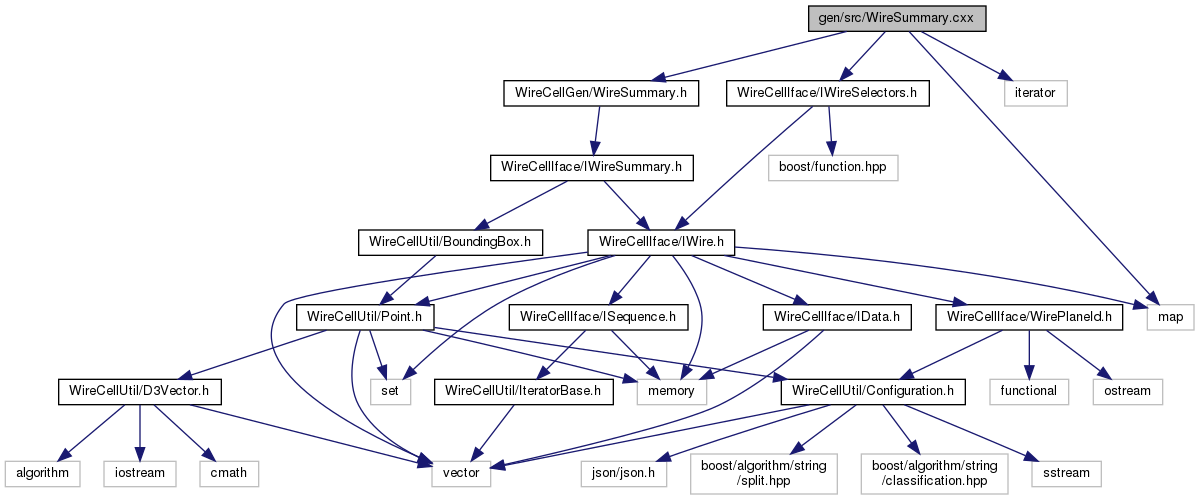 gen/src/WireSummary.cxx
WireCellGen/WireSummary.h
WireCellIface/IWireSelectors.h
iterator
WireCellIface/IWireSummary.h
boost/function.hpp
WireCellUtil/BoundingBox.h
WireCellIface/IWire.h
WireCellUtil/Point.h
WireCellIface/ISequence.h
WireCellIface/IData.h
WireCellIface/WirePlaneId.h
map
WireCellUtil/D3Vector.h
set
WireCellUtil/IteratorBase.h
memory
WireCellUtil/Configuration.h
functional
ostream
algorithm
iostream
cmath
vector
json/json.h
boost/algorithm/string
/split.hpp
boost/algorithm/string
/classification.hpp
sstream